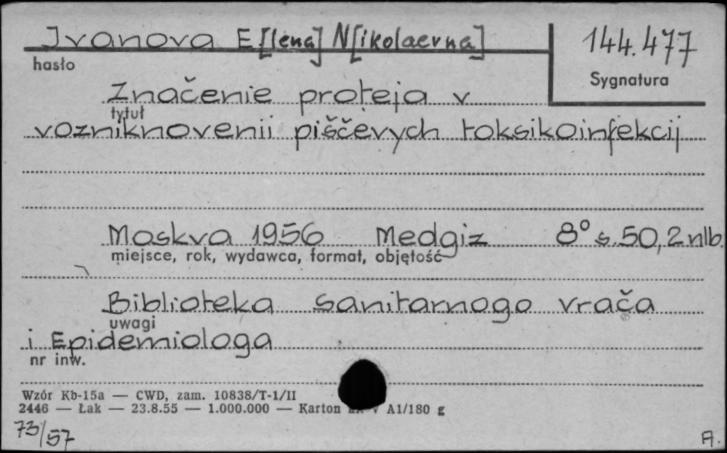 Ivanova E[lena] N[ikolaevna]
144.477
hasło
Sygnatura
Značenie proteja v
tytuł
vozniknovenii piščevych toksikoinfekcij
Moskva 1956 Medgiz 8° s. 50, 2 nlb.
miejsce, rok, wydawca, format, objętość
Biblioteka sanitarnogo vrača
uwagi
i Epidemiologa
nr inw.
Wzór Kb-15a — CWD, zam. 10838/T-1/II
2446 — Łak — 23.8.55 — 1.000.000 — Karton V A1/180 g
73/57
A.